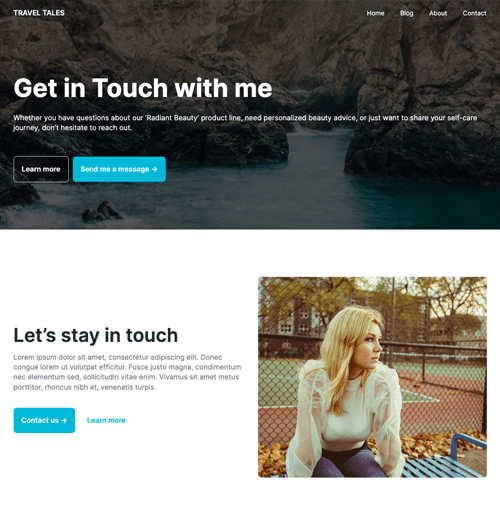 TRAVEL TALES
Home Blog About Contact
Get in Touch with me
Whether you have questions about our 'Radiant Beauty' product line, need personalized beauty advice, or just want to share your self-care
journey, don't hesitate to reach out.
Learn more
Send me a message →
Let's stay in touch
Lorem ipsum dolor sit amet, consectetur adipiscing elit. Donec
congue lorem ut volutpat efficitur. Fusce justo magna, condimentum
nec elementum sed, sollicitudin vitae enim. Vivamus sit amet metus
porttitor, rhoncus nibh et, venenatis turpis.
Contact us →
Learn more